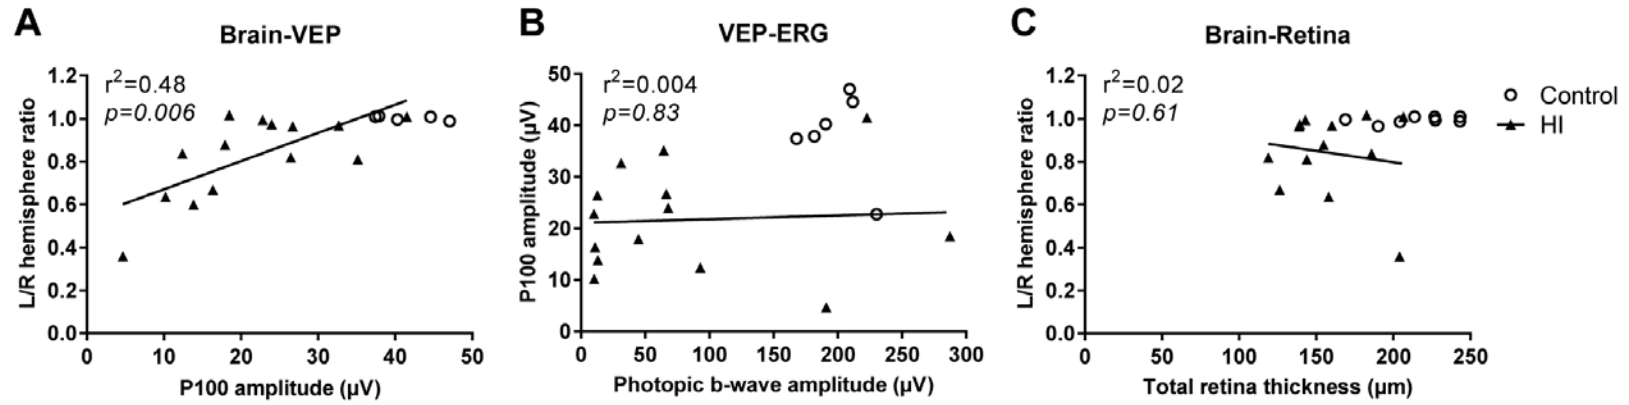 A
Brain-VEP
r²=0.48
p=0.006
L/R hemisphere ratio
1.2
1.0
0.8
0.6
0.4
0.2
0.0
0 10 20 30 40 50
P100 amplitude (µV)
B
VEP-ERG
r²=0.004
p=0.83
P100 amplitude (µV)
50
40
30
20
10
0
0 50 100 150 200 250 300
Photopic b-wave amplitude (µV)
C
Brain-Retina
r²=0.02
p=0.61
L/R hemisphere ratio
1.2
1.0
0.8
0.6
0.4
0.2
0.0
0 50 100 150 200 250
Total retina thickness (µm)
Control
HI